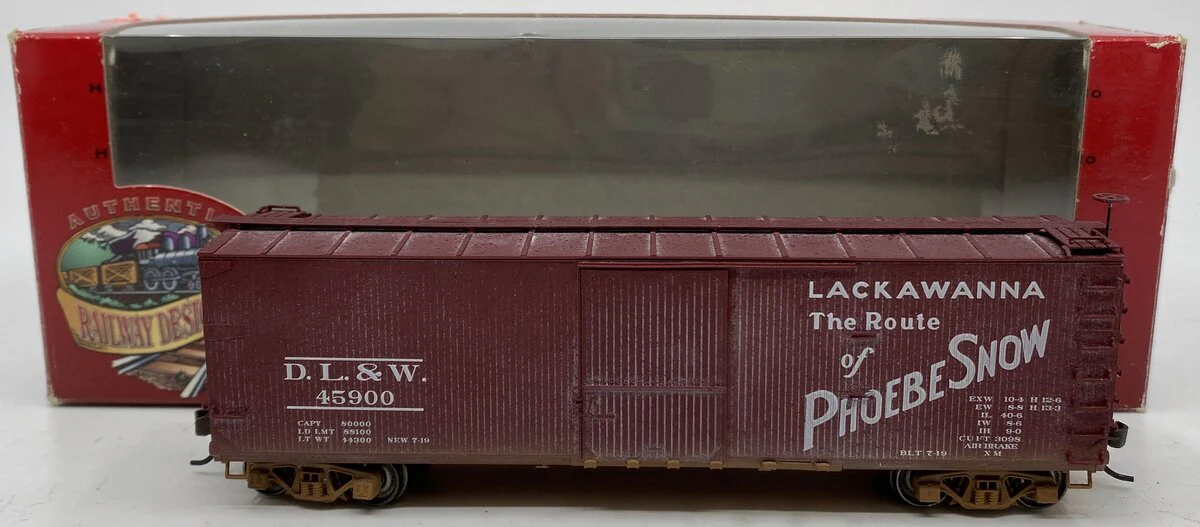 H
O
H
O
AUTHENTI
RAILWAY DESI
D. L. & W.
45900
CAPY 80000
LD LMT 88100
LT WT 44300 NEW 7-19
LACKAWANNA
The Route
of
PHOEBE SNOW
EXW 10-4 H 12-6
EW 8-8 H 13-3
IL 40-6
IW 8-6
IH 9-0
CU FT 3098
AIR BRAKE
BLT 7-19 XM